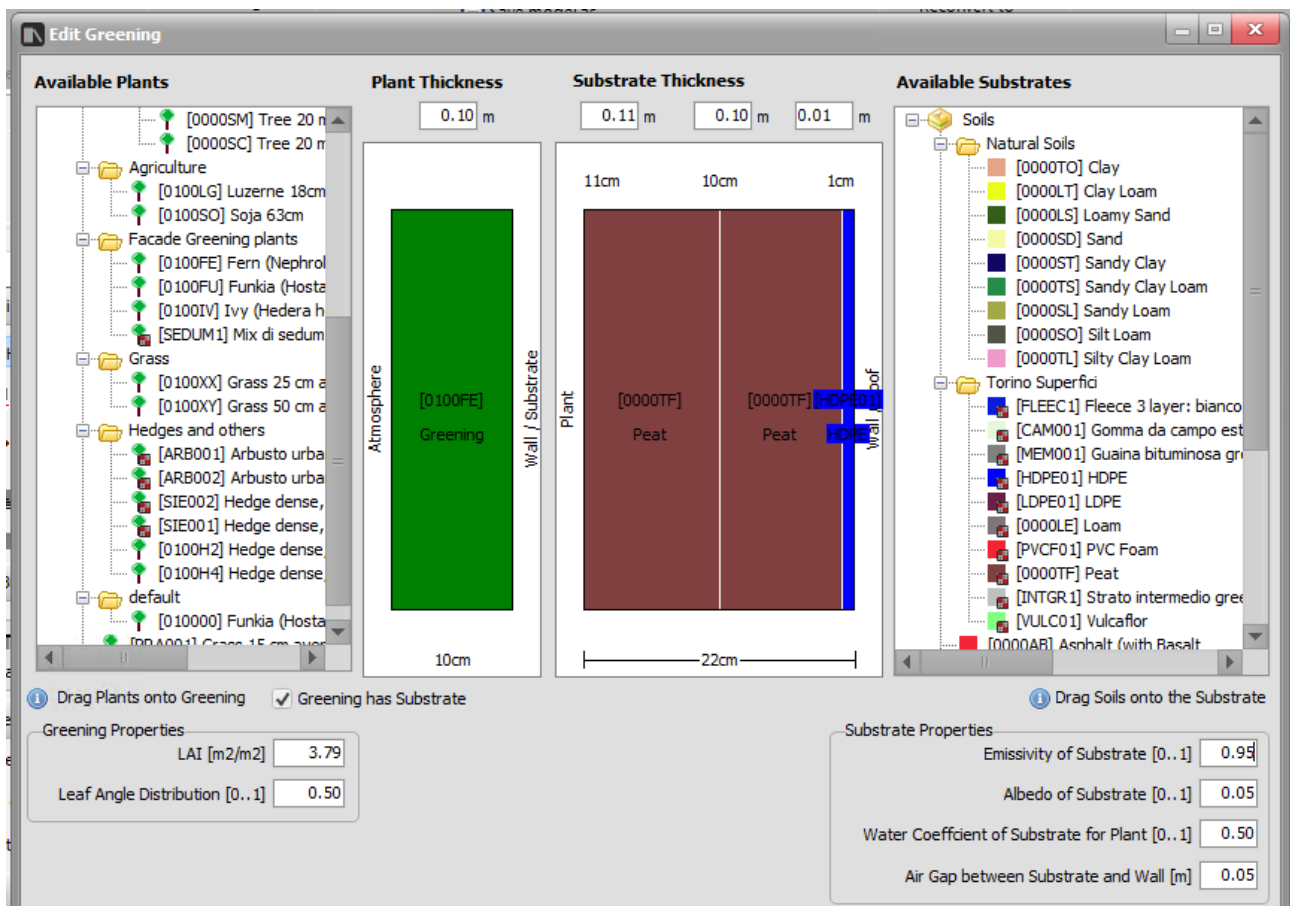 Edit Greening
Available Plants
Plant Thickness
Substrate Thickness
Available Substrates
0.10 m
0.11 m
0.10 m
0.01 m
[0000SM] Tree 20 m
[0000SC] Tree 20 m
Agriculture
[0100LG] Luzerne 18cm
[0100SO] Soja 63cm
Facade Greening plants
[0100FE] Fern (Nephrol
[0100FU] Funkia (Hosta
[0100IV] Ivy (Hedera h
[SEDUM1] Mix di sedum
Grass
[0100XX] Grass 25 cm a
[0100XY] Grass 50 cm a
Hedges and others
[ARB001] Arbusto urba
[ARB002] Arbusto urba
[SIE002] Hedge dense,
[SIE001] Hedge dense,
[0100H2] Hedge dense,
[0100H4] Hedge dense,
default
[010000] Funkia (Hosta
[PRA001] Grass 15 cm aver
Atmosphere
[0100FE]
Greening
Wall / Substrate
10cm
11cm
10cm
1cm
Plant
[0000TF]
Peat
[0000TF]
Peat
[HDPE01]
HDPE
22cm
Soils
Natural Soils
[0000TO] Clay
[0000LT] Clay Loam
[0000LS] Loamy Sand
[0000SD] Sand
[0000ST] Sandy Clay
[0000TS] Sandy Clay Loam
[0000SL] Sandy Loam
[0000SO] Silt Loam
[0000TL] Silty Clay Loam
Torino Superfici
[FLEEC1] Fleece 3 layer: bianco
[CAM001] Gomma da campo est
[MEM001] Guaina bituminosa gri
[HDPE01] HDPE
[LDPE01] LDPE
[0000LE] Loam
[PVCF01] PVC Foam
[0000TF] Peat
[INTGR1] Strato intermedio gree
[VULC01] Vulcaflor
[0000AB] Asphalt (with Basalt
Drag Plants onto Greening
Greening has Substrate
Drag Soils onto the Substrate
Greening Properties
LAI [m2/m2] 3.79
Leaf Angle Distribution [0..1] 0.50
Substrate Properties
Emissivity of Substrate [0..1] 0.95
Albedo of Substrate [0..1] 0.05
Water Coeffcient of Substrate for Plant [0..1] 0.50
Air Gap between Substrate and Wall [m] 0.05